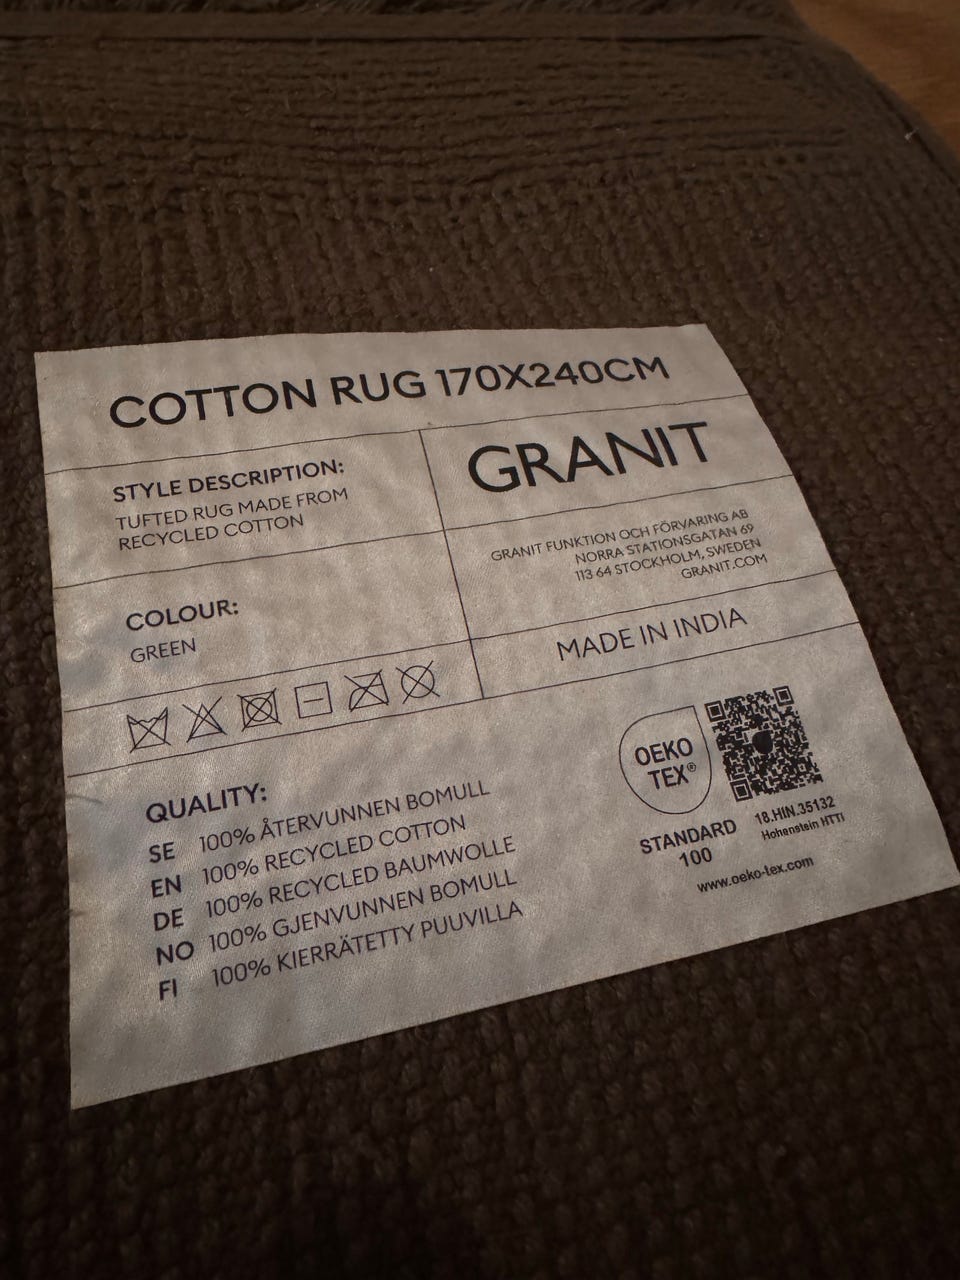 COTTON RUG 170X240CM
STYLE DESCRIPTION:
TUFTED RUG MADE FROM
RECYCLED COTTON
GRANIT
GRANIT FUNKTION OCH FÖRVARING AB
NORRA STATIONSGATAN 69
113 64 STOCKHOLM, SWEDEN
GRANIT.COM
COLOUR:
GREEN
MADE IN INDIA
QUALITY:
SE 100% ÅTERVUNNEN BOMULL
EN 100% RECYCLED COTTON
DE 100% RECYCLED BAUMWOLLE
NO 100% GJENVUNNEN BOMULL
FI 100% KIERRÄTETTY PUUVILLA
OEKO
TEX®
STANDARD
100
18.HIN.35132
Hohenstein HTTI
www.oeko-tex.com